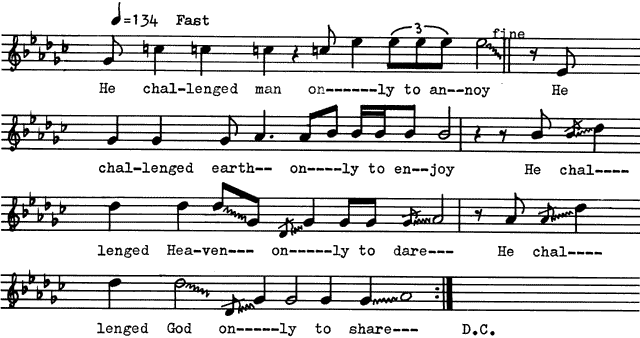 ♩=134 Fast
3
fine
He chal-lenged man on------ly to an--noy He
chal-lenged earth-- on-----ly to en--joy He chal----
lenged Hea-ven--- on-----ly to dare--- He chal----
lenged God on-----ly to share--- D.C.